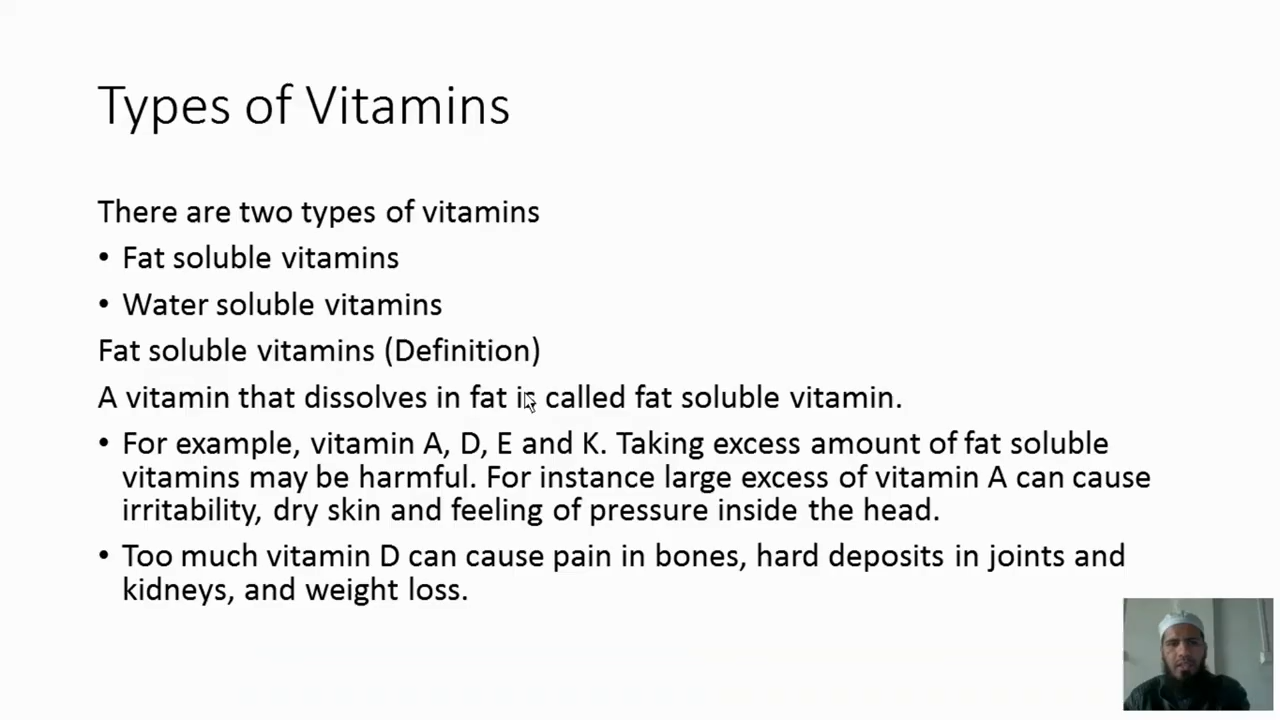 Types of Vitamins
There are two types of vitamins
• Fat soluble vitamins
• Water soluble vitamins
Fat soluble vitamins (Definition)
A vitamin that dissolves in fat is called fat soluble vitamin.
• For example, vitamin A, D, E and K. Taking excess amount of fat soluble
vitamins may be harmful. For instance large excess of vitamin A can cause
irritability, dry skin and feeling of pressure inside the head.
• Too much vitamin D can cause pain in bones, hard deposits in joints and
kidneys, and weight loss.